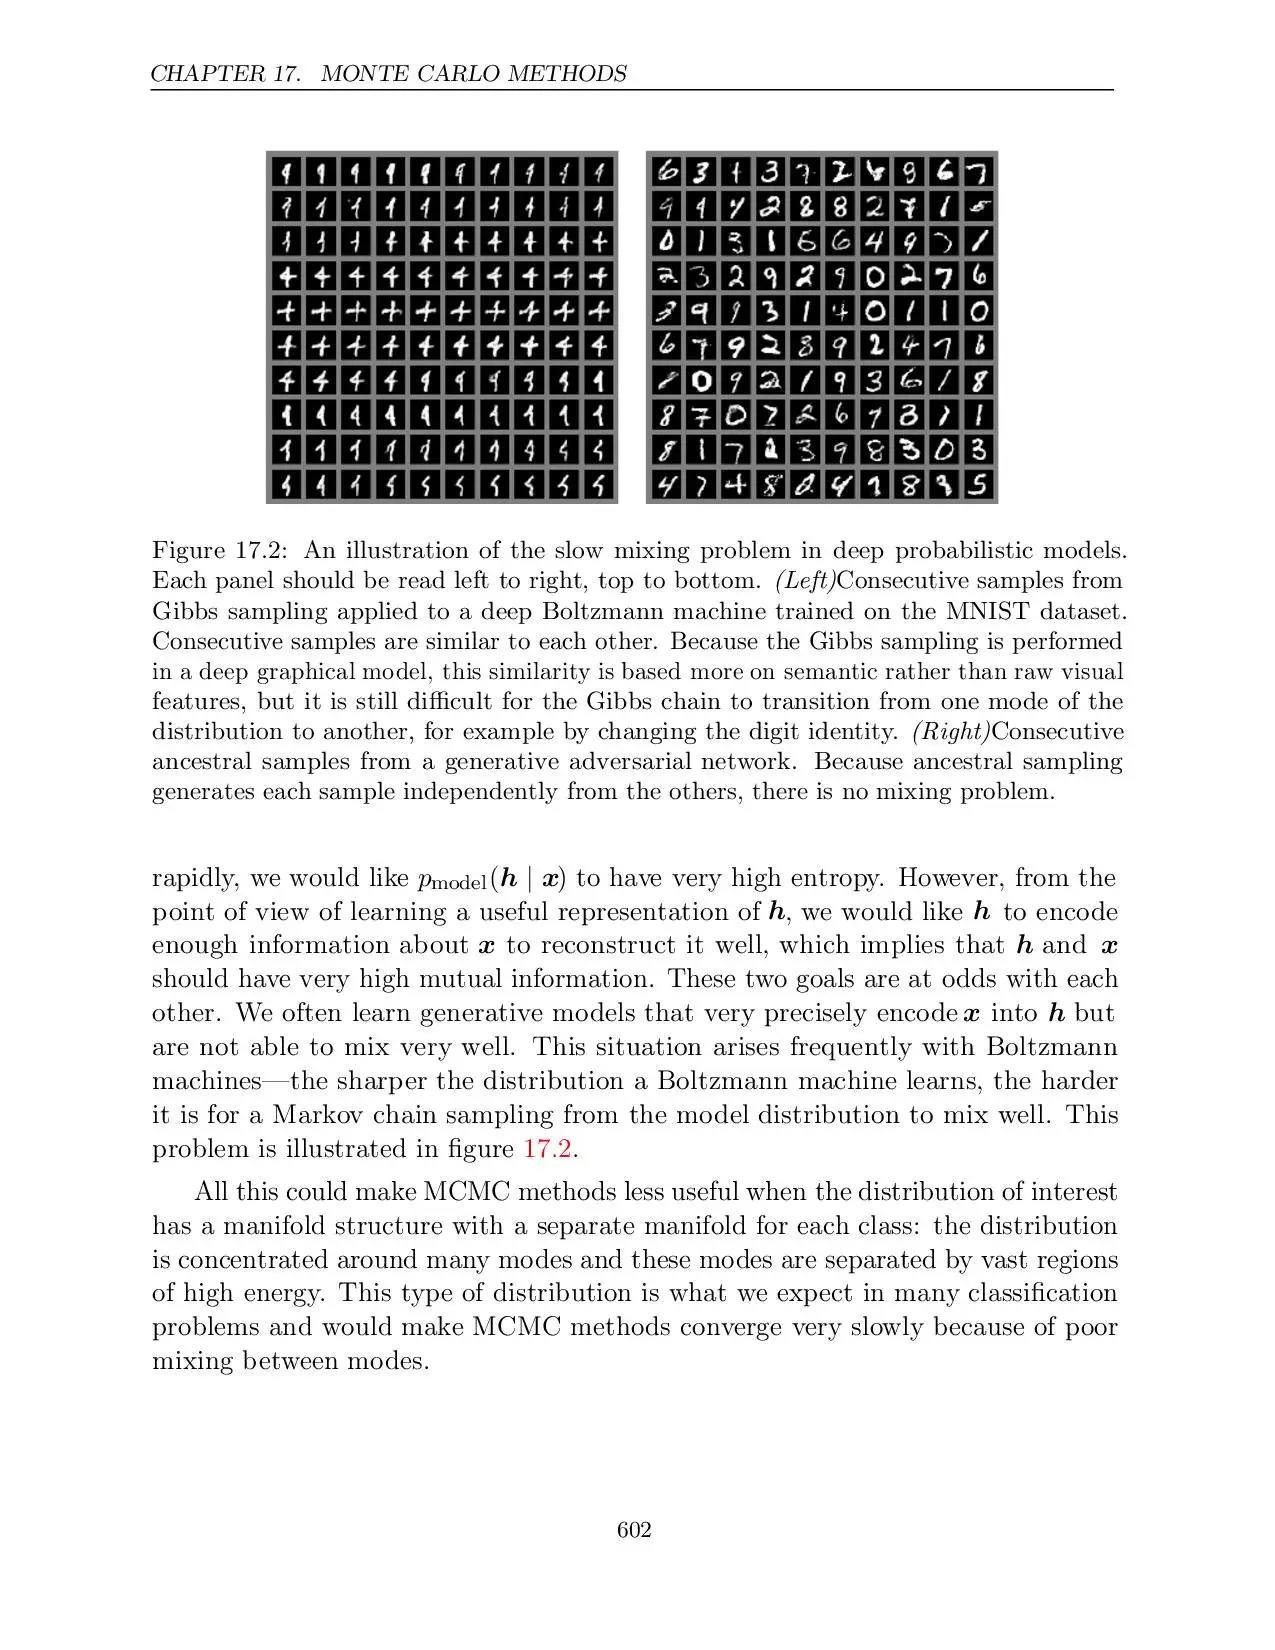 CHAPTER 17. MONTE CARLO METHODS
Figure 17.2: An illustration of the slow mixing problem in deep probabilistic models.
Each panel should be read left to right, top to bottom. (Left)Consecutive samples from
Gibbs sampling applied to a deep Boltzmann machine trained on the MNIST dataset.
Consecutive samples are similar to each other. Because the Gibbs sampling is performed
in a deep graphical model, this similarity is based more on semantic rather than raw visual
features, but it is still difficult for the Gibbs chain to transition from one mode of the
distribution to another, for example by changing the digit identity. (Right)Consecutive
ancestral samples from a generative adversarial network. Because ancestral sampling
generates each sample independently from the others, there is no mixing problem.
rapidly, we would like pmodel(h | x) to have very high entropy. However, from the
point of view of learning a useful representation of h, we would like h to encode
enough information about x to reconstruct it well, which implies that h and x
should have very high mutual information. These two goals are at odds with each
other. We often learn generative models that very precisely encode x into h but
are not able to mix very well. This situation arises frequently with Boltzmann
machines—the sharper the distribution a Boltzmann machine learns, the harder
it is for a Markov chain sampling from the model distribution to mix well. This
problem is illustrated in figure 17.2.
All this could make MCMC methods less useful when the distribution of interest
has a manifold structure with a separate manifold for each class: the distribution
is concentrated around many modes and these modes are separated by vast regions
of high energy. This type of distribution is what we expect in many classification
problems and would make MCMC methods converge very slowly because of poor
mixing between modes.
602